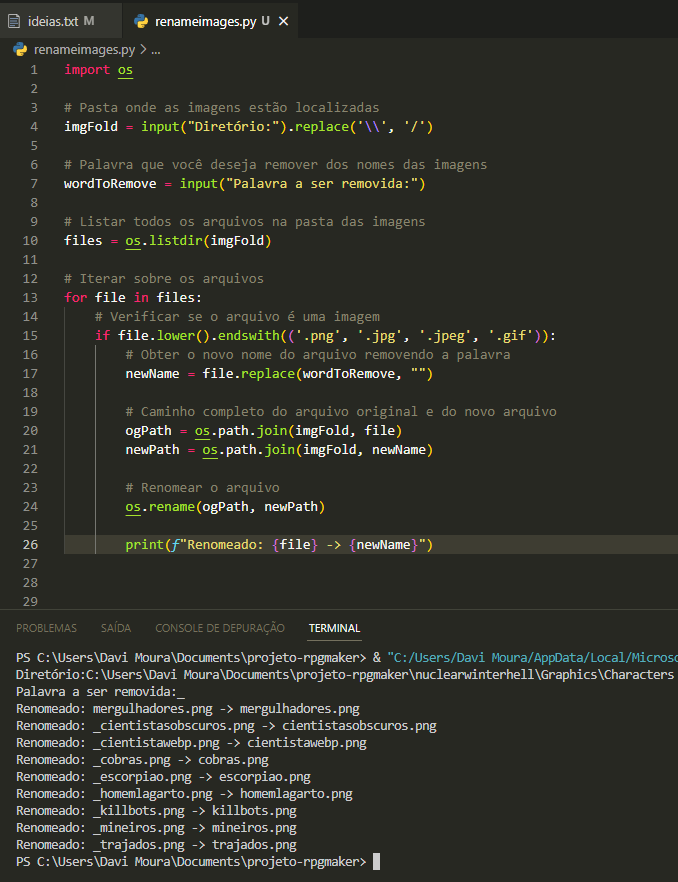 ideias.txt M renameimages.py U
renameimages.py > ...
1 import os
2
3 # Pasta onde as imagens estão localizadas
4 imgFold = input("Diretório:").replace('\\', '/')
5
6 # Palavra que você deseja remover dos nomes das imagens
7 wordToRemove = input("Palavra a ser removida:")
8
9 # Listar todos os arquivos na pasta das imagens
10 files = os.listdir(imgFold)
11
12 # Iterar sobre os arquivos
13 for file in files:
14     # Verificar se o arquivo é uma imagem
15     if file.lower().endswith(('.png', '.jpg', '.jpeg', '.gif')):
16         # Obter o novo nome do arquivo removendo a palavra
17         newName = file.replace(wordToRemove, "")
18
19         # Caminho completo do arquivo original e do novo arquivo
20         ogPath = os.path.join(imgFold, file)
21         newPath = os.path.join(imgFold, newName)
22
23         # Renomear o arquivo
24         os.rename(ogPath, newPath)
25
26         print(f"Renomeado: {file} -> {newName}")
27
28
29
PROBLEMAS SAÍDA CONSOLE DE DEPURAÇÃO TERMINAL
PS C:\Users\Davi Moura\Documents\projeto-rpgmaker> & "C:/Users/Davi Moura/AppData/Local/Microso
Diretório:C:\Users\Davi Moura\Documents\projeto-rpgmaker\nuclearwinterhell\Graphics\Characters
Palavra a ser removida:_
Renomeado: mergulhadores.png -> mergulhadores.png
Renomeado: _cientistasobscuros.png -> cientistasobscuros.png
Renomeado: _cientistawebp.png -> cientistawebp.png
Renomeado: _cobras.png -> cobras.png
Renomeado: _escorpiao.png -> escorpiao.png
Renomeado: _homemlagarto.png -> homemlagarto.png
Renomeado: _killbots.png -> killbots.png
Renomeado: _mineiros.png -> mineiros.png
Renomeado: _trajados.png -> trajados.png
PS C:\Users\Davi Moura\Documents\projeto-rpgmaker>